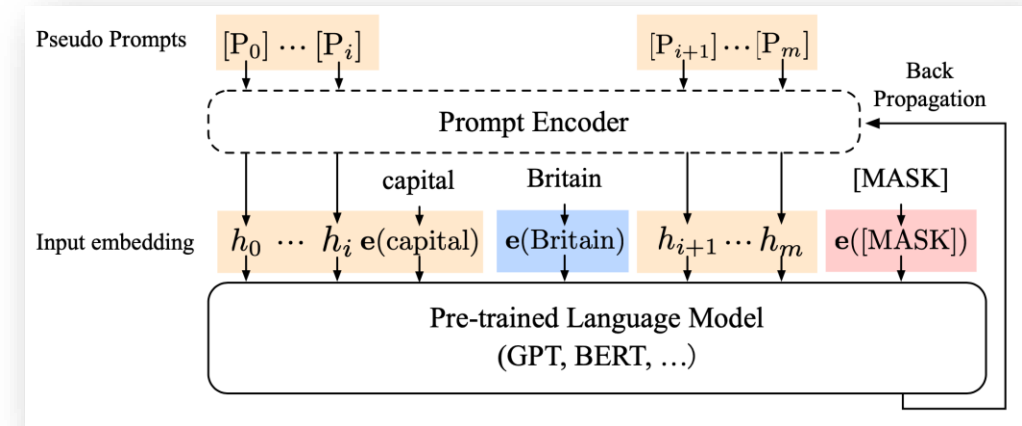 Pseudo Prompts [P₀] ⋯ [Pᵢ] [Pᵢ₊₁] ⋯ [Pₘ]
Back
Propagation
Prompt Encoder
capital Britain [MASK]
Input embedding h₀ ⋯ hᵢ e(capital) e(Britain) hᵢ₊₁ ⋯ hₘ e([MASK])
Pre-trained Language Model
(GPT, BERT, …)